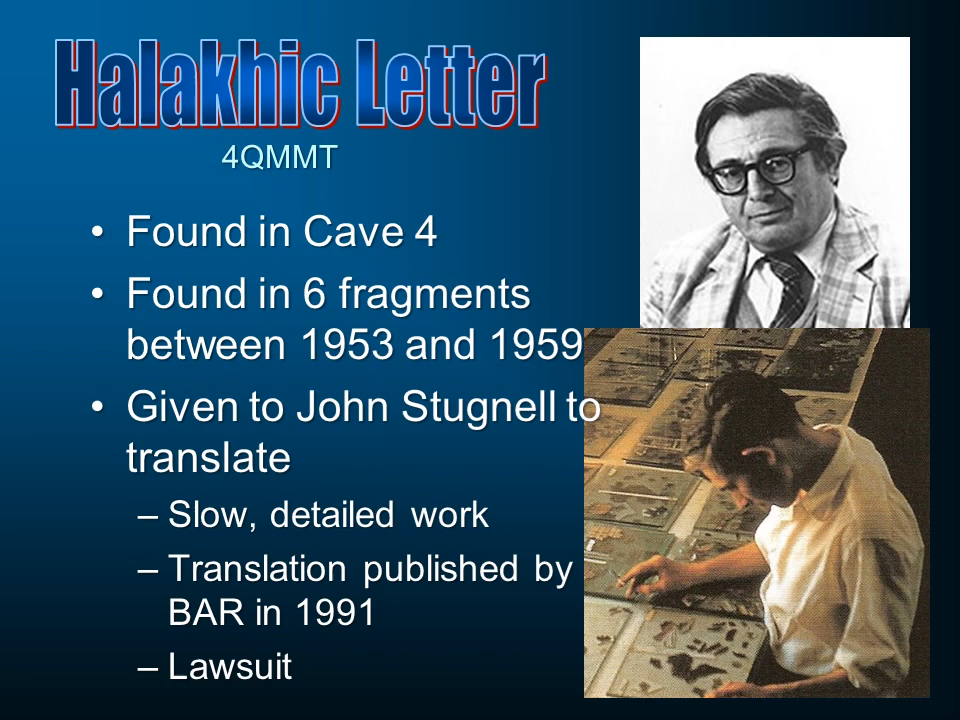 Halakhic Letter
4QMMT
• Found in Cave 4
• Found in 6 fragments
between 1953 and 1959
• Given to John Stugnell to
translate
– Slow, detailed work
– Translation published by
BAR in 1991
– Lawsuit